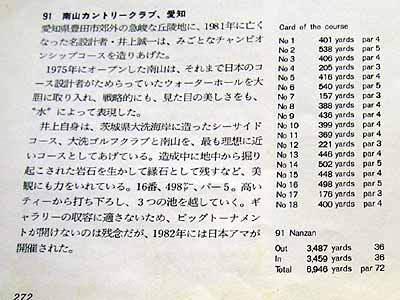 91 南山カントリークラブ、愛知
愛知県豊田市郊外の急峻な丘陵地に、1981年に亡く
なった名設計者・井上誠一は、みごとなチャンピオ
ンシップコースを造りあげた。
1975年にオープンした南山は、それまで日本のコ
ース設計者がためらっていたウォーターホールを大
胆に取り入れ、戦略的にも、見た目の美しさをも、
“水”によって表現した。
井上自身は、茨城県大洗海岸に造ったシーサイド
コース、大洗ゴルフクラブと南山を、最も理想に近
いコースとしてあげている。造成中に地中から掘り
起こされた岩石を生かして縁石として残すなど、美
観にも力をいれている。16番、498㍎、パー5。高い
ティーから打ち下ろし、3つの池を越していく。ギ
ャラリーの収容に適さないため、ビッグトーナメン
トが開けないのは残念だが、1982年には日本アマが
開催された。
272
Card of the course
No 1 401 yards par 4
No 2 538 yards par 5
No 3 406 yards par 4
No 4 205 yards par 3
No 5 416 yards par 4
No 6 540 yards par 5
No 7 157 yards par 3
No 8 388 yards par 4
No 9 436 yards par 4
No 10 399 yards par 4
No 11 369 yards par 4
No 12 221 yards par 3
No 13 446 yards par 4
No 14 502 yards par 5
No 15 448 yards par 4
No 16 498 yards par 5
No 17 176 yards par 3
No 18 400 yards par 4
91 Nanzan
Out 3,487 yards 36
In 3,459 yards 36
Total 6,946 yards par 72